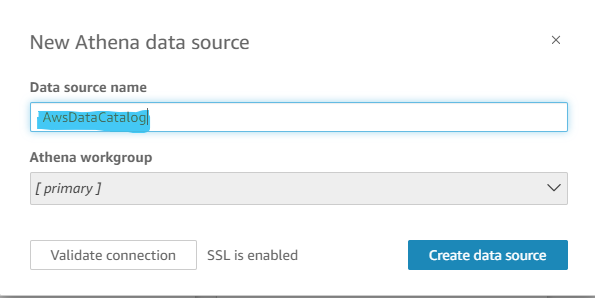 New Athena data source
Data source name
AwsDataCatalog
Athena workgroup
[ primary ]
Validate connection SSL is enabled Create data source